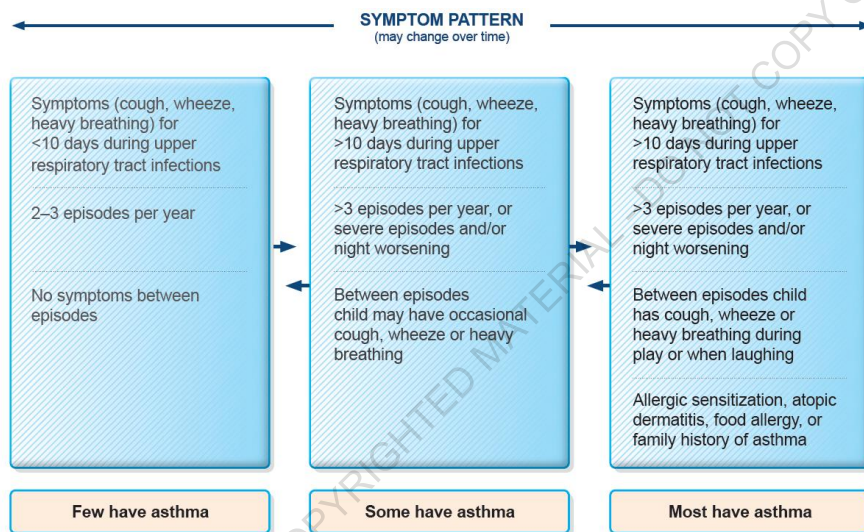 SYMPTOM PATTERN
(may change over time)
Symptoms (cough, wheeze,
heavy breathing) for
<10 days during upper
respiratory tract infections
2–3 episodes per year
No symptoms between
episodes
Few have asthma
Symptoms (cough, wheeze,
heavy breathing) for
>10 days during upper
respiratory tract infections
>3 episodes per year, or
severe episodes and/or
night worsening
Between episodes
child may have occasional
cough, wheeze or heavy
breathing
Some have asthma
Symptoms (cough, wheeze,
heavy breathing) for
>10 days during upper
respiratory tract infections
>3 episodes per year, or
severe episodes and/or
night worsening
Between episodes child
has cough, wheeze or
heavy breathing during
play or when laughing
Allergic sensitization, atopic
dermatitis, food allergy, or
family history of asthma
Most have asthma
COPYRIGHTED MATERIAL - DO NOT COPY